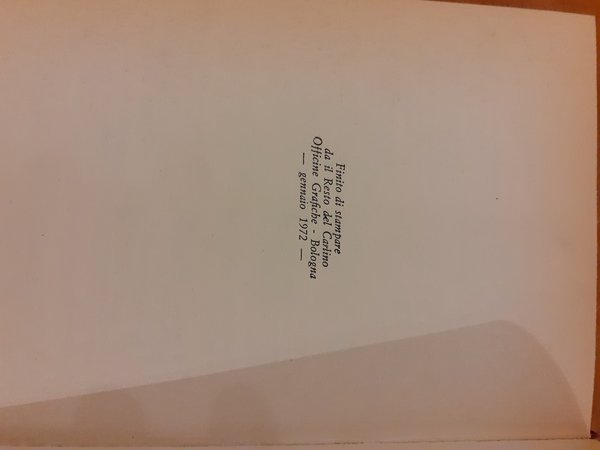 Finito di stampare
da il Resto del Carlino
Officine Grafiche - Bologna
— gennaio 1972 —